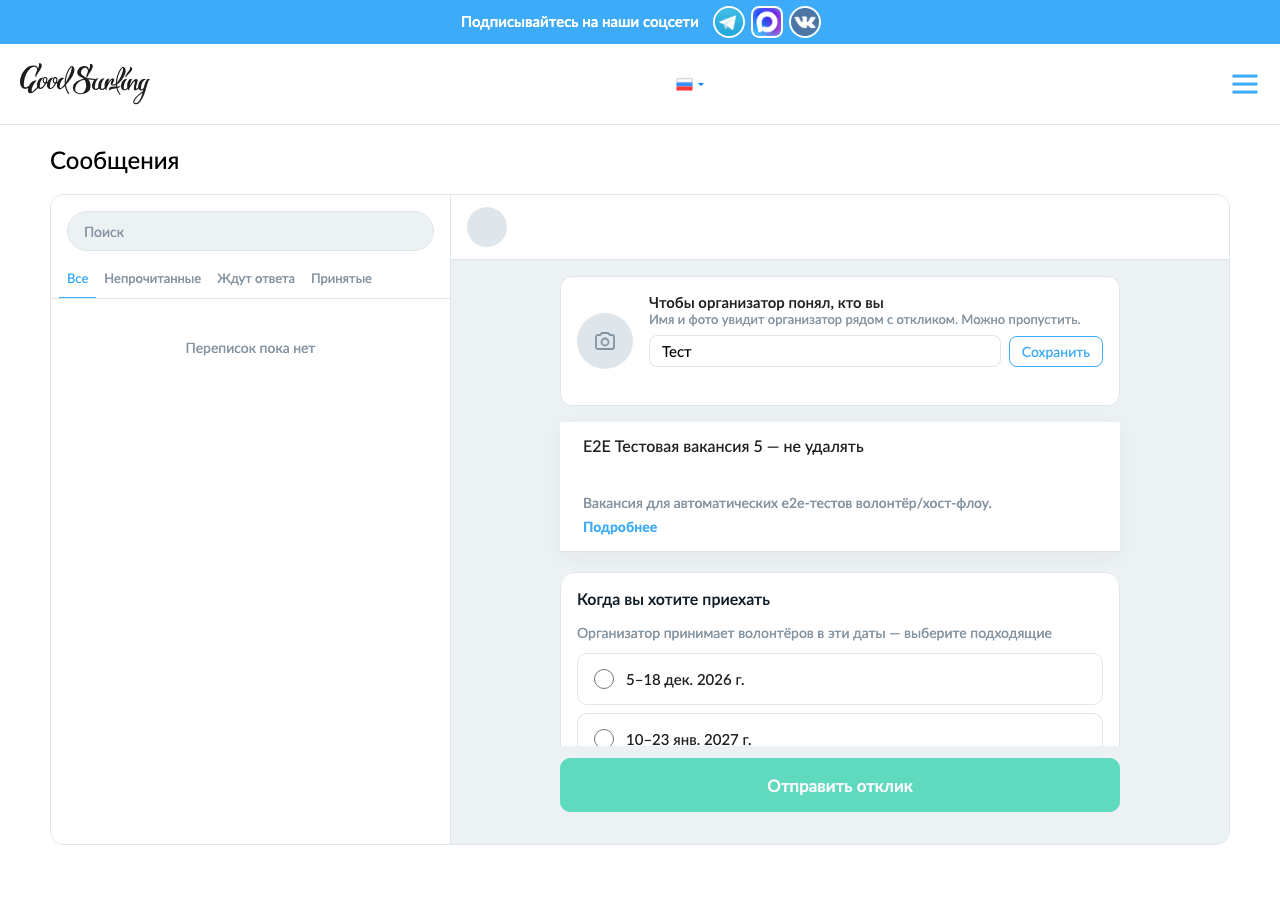 Подписывайтесь на наши соцсети
GoodSurfing
Сообщения
Поиск
Все Непрочитанные Ждут ответа Принятые
Переписок пока нет
Чтобы организатор понял, кто вы
Имя и фото увидит организатор рядом с откликом. Можно пропустить.
Тест
Сохранить
E2E Тестовая вакансия 5 — не удалять
Вакансия для автоматических e2e-тестов волонтёр/хост-флоу.
Подробнее
Когда вы хотите приехать
Организатор принимает волонтёров в эти даты — выберите подходящие
5–18 дек. 2026 г.
10–23 янв. 2027 г.
Отправить отклик